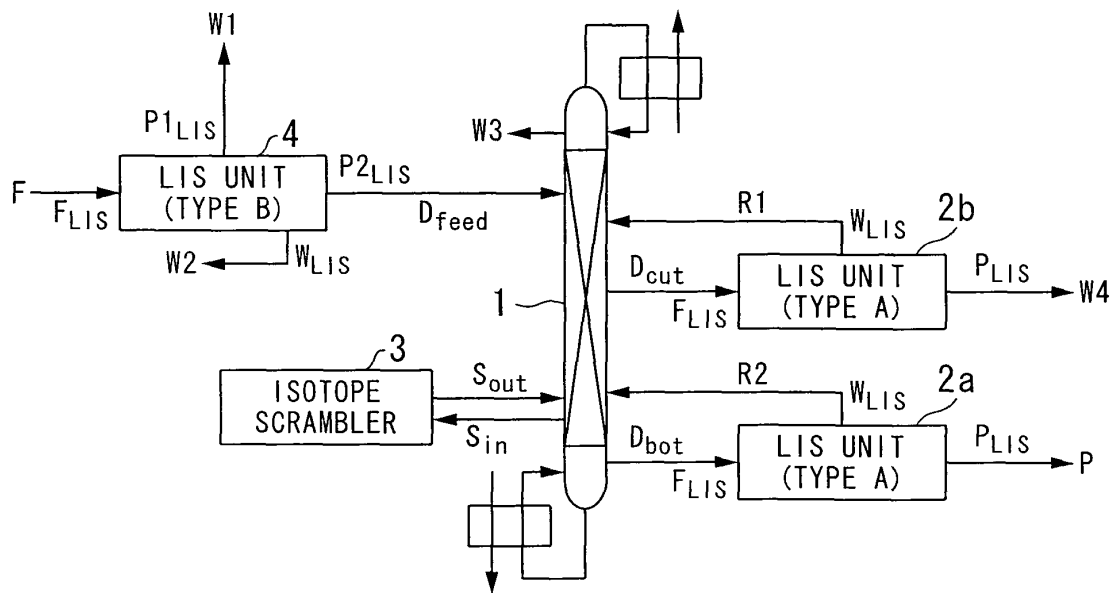 W1
P1LIS
4
W3
F
FLIS
LIS UNIT
(TYPE B)
P2LIS
Dfeed
W2
WLIS
R1
WLIS
2b
Dcut
FLIS
LIS UNIT
(TYPE A)
PLIS
W4
1
3
ISOTOPE
SCRAMBLER
Sout
Sin
R2
WLIS
2a
Dbot
FLIS
LIS UNIT
(TYPE A)
PLIS
P